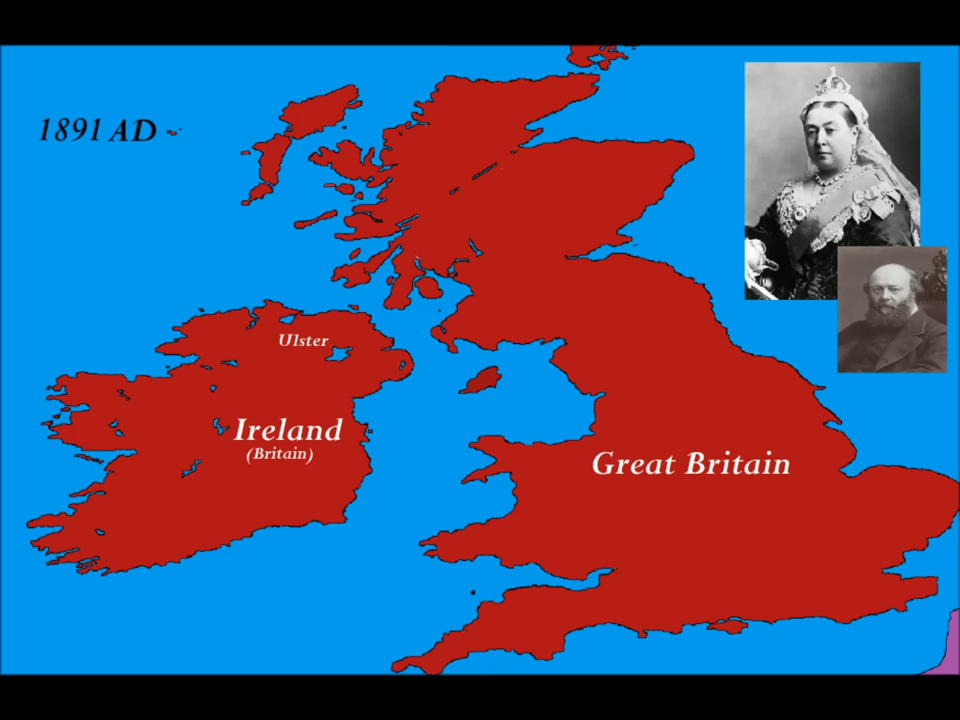 1891 AD
Ulster
Ireland
(Britain)
Great Britain